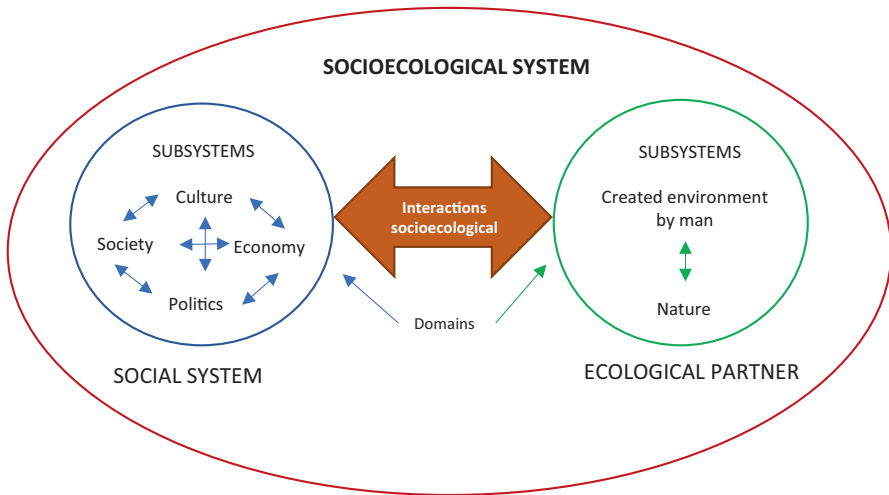 SOCIOECOLOGICAL SYSTEM
SUBSYSTEMS
Culture
Society
Economy
Politics
SOCIAL SYSTEM
Interactions
socioecological
Domains
SUBSYSTEMS
Created environment
by man
Nature
ECOLOGICAL PARTNER